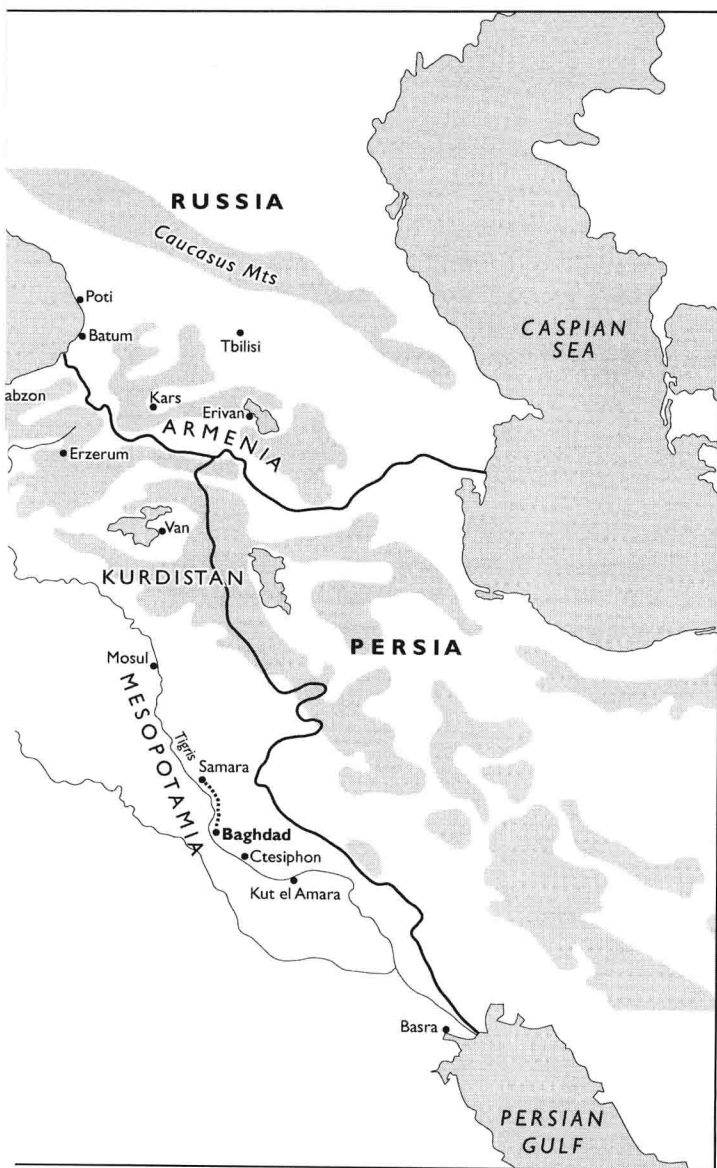 RUSSIA
Caucasus Mts
Poti
Batum
Tbilisi
CASPIAN
SEA
abzon
Kars
Erivan
ARMENIA
Erzerum
Van
KURDISTAN
PERSIA
Mosul
MESOPOTAMIA
Tigris
Samara
Baghdad
Ctesiphon
Kut el Amara
Basra
PERSIAN
GULF